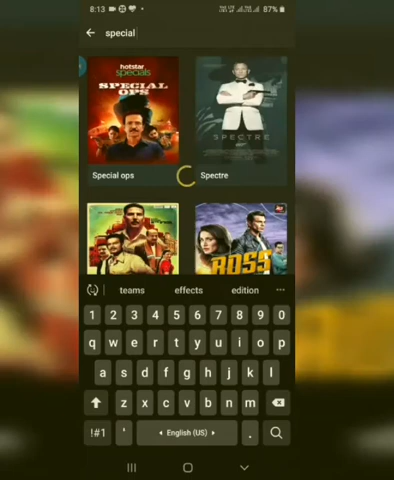 8:13
87%
special
hotstar
specials
SPECIAL
OPS
SPECTRE
Special ops
Spectre
BOSS
teams effects edition
1 2 3 4 5 6 7 8 9 0
q w e r t y u i o p
a s d f g h j k l
z x c v b n m
!#1 ' English (US) .